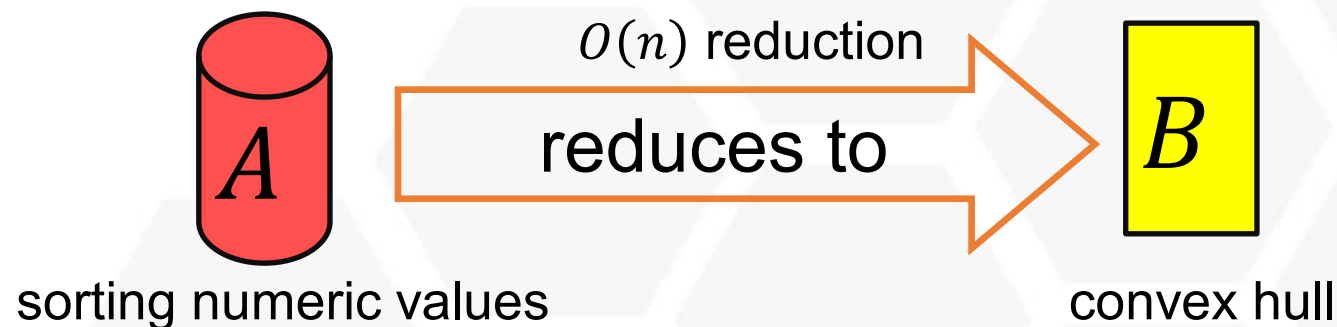 𝑂(𝑛) reduction
𝐴
reduces to
𝐵
sorting numeric values
convex hull